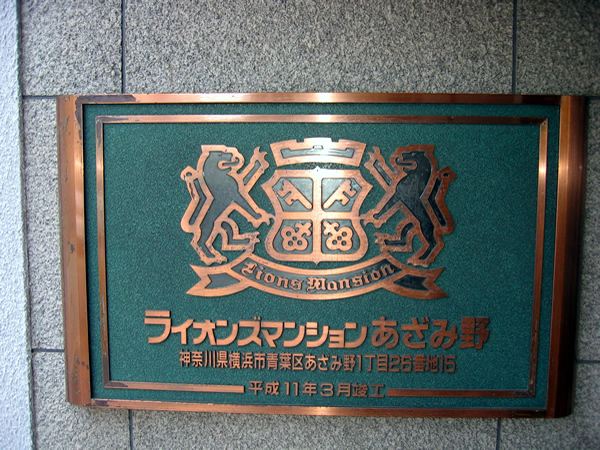 Lions Mansion
ライオンズマンションあざみ野
神奈川県横浜市青葉区あざみ野1丁目26番地15
平成11年3月竣工